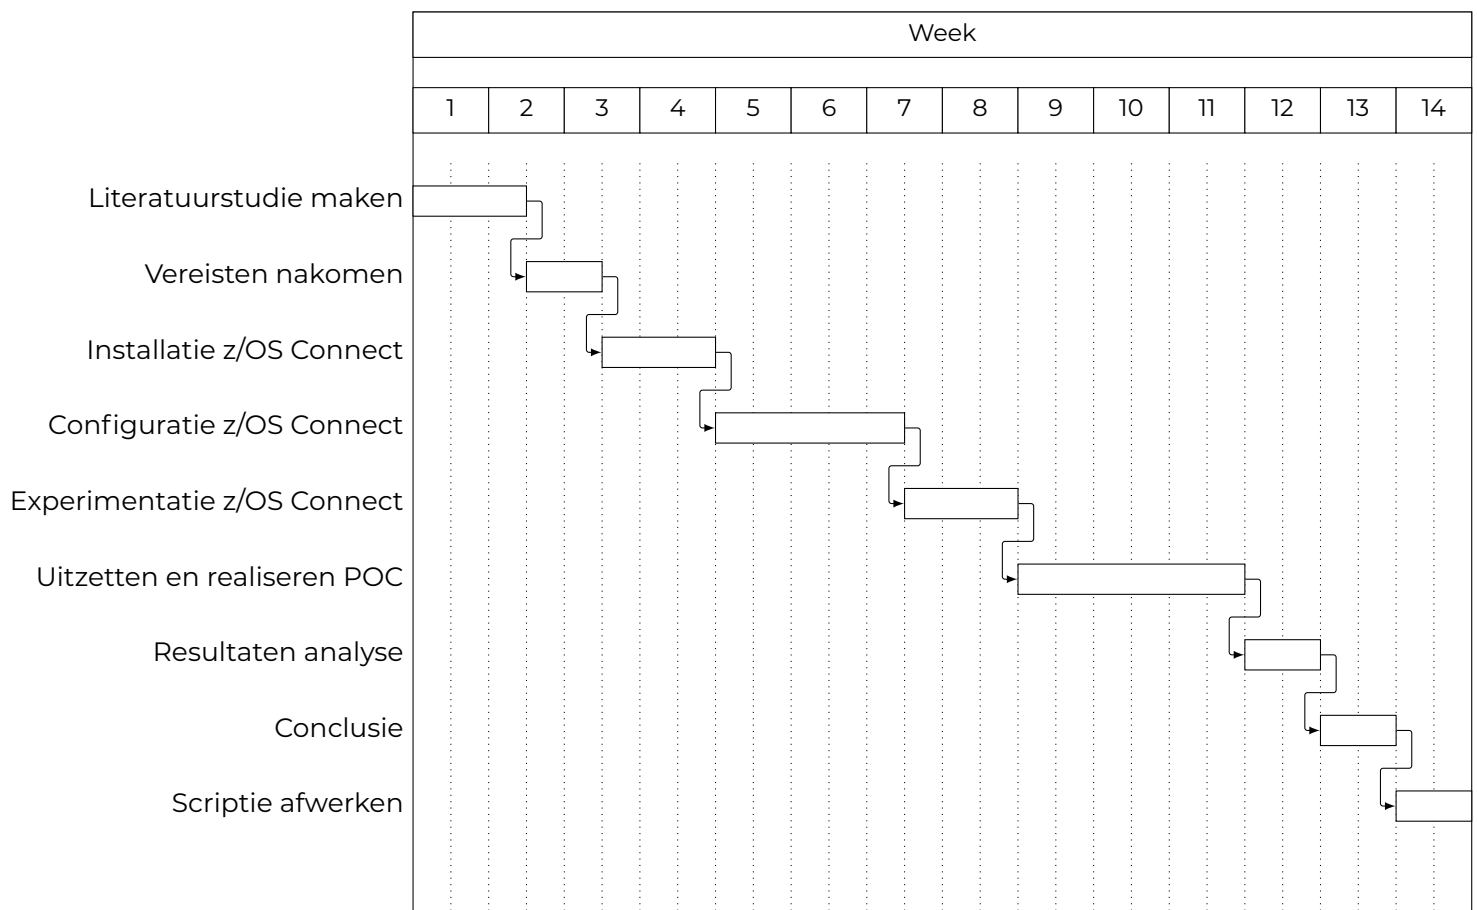 Week
1 2 3 4 5 6 7 8 9 10 11 12 13 14
Literatuurstudie maken
Vereisten nakomen
Installatie z/OS Connect
Configuratie z/OS Connect
Experimentatie z/OS Connect
Uitzetten en realiseren POC
Resultaten analyse
Conclusie
Scriptie afwerken